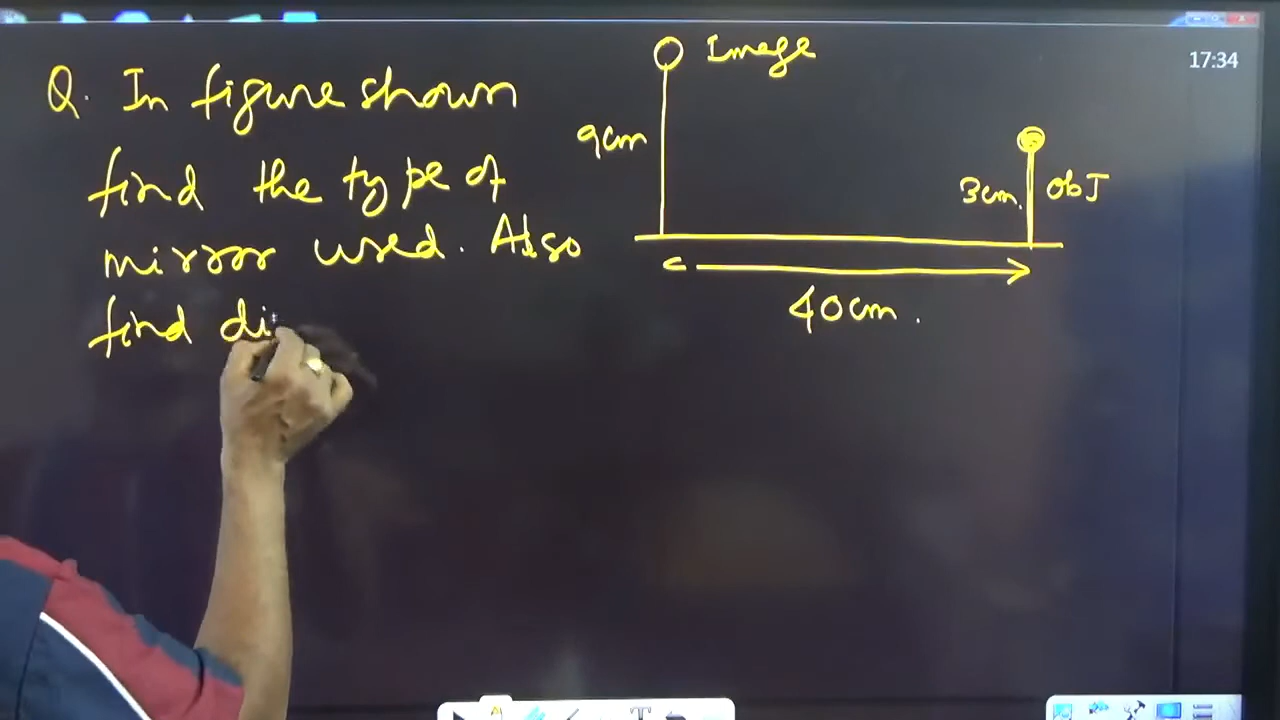 Q. In figure shown
find the type of
mirror used. Also
find di
Image
9cm
3cm. obJ
40cm.
17:34